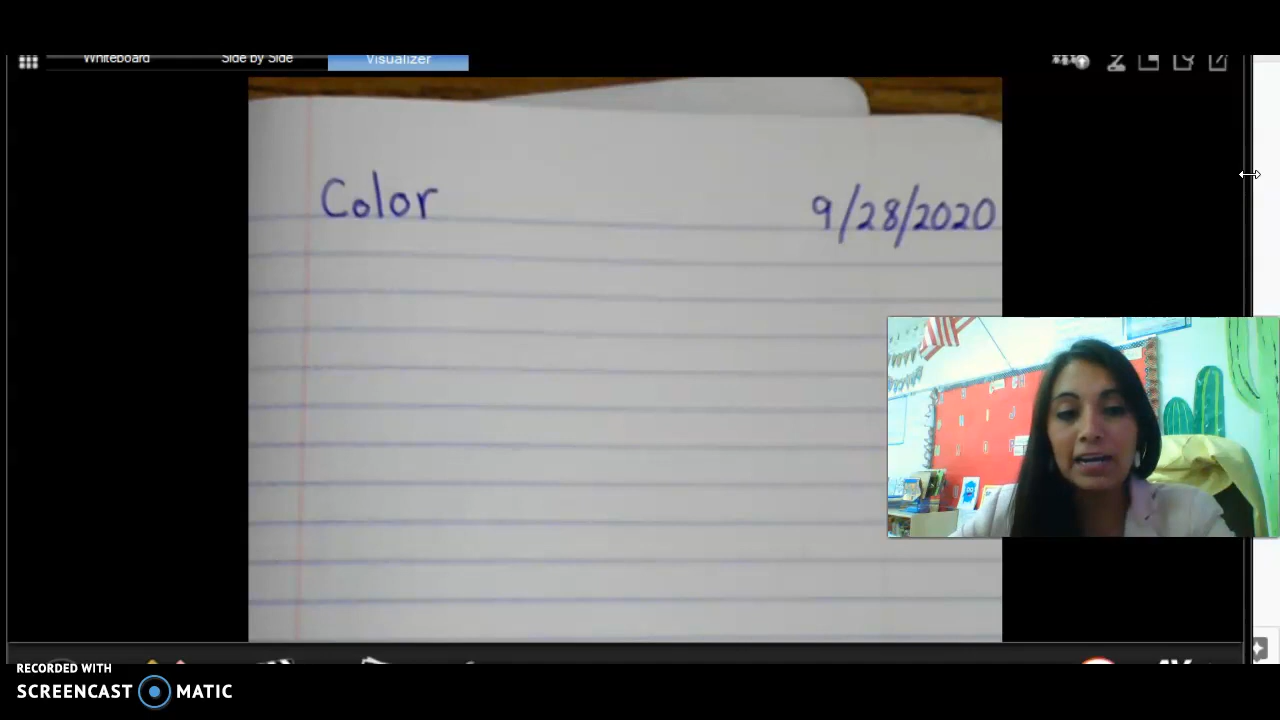 Whiteboard Side by Side Visualizer
Color 9/28/2020
RECORDED WITH
SCREENCAST MATIC